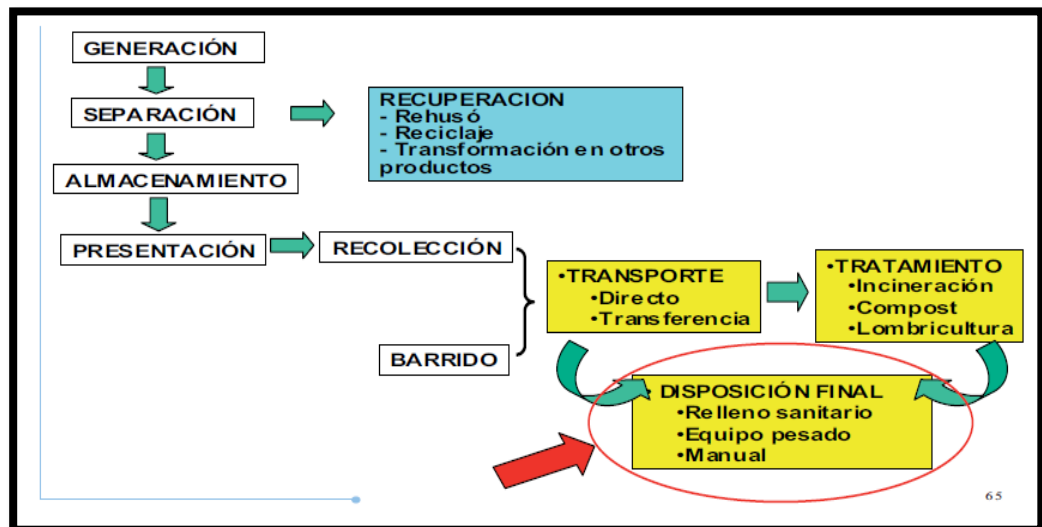 GENERACIÓN
SEPARACIÓN
RECUPERACION
- Rehusó
- Reciclaje
- Transformación en otros
productos
ALMACENAMIENTO
PRESENTACIÓN
RECOLECCIÓN
BARRIDO
•TRANSPORTE
•Directo
•Transferencia
•TRATAMIENTO
•Incineración
•Compost
•Lombricultura
• DISPOSICIÓN FINAL
•Relleno sanitario
•Equipo pesado
•Manual
65